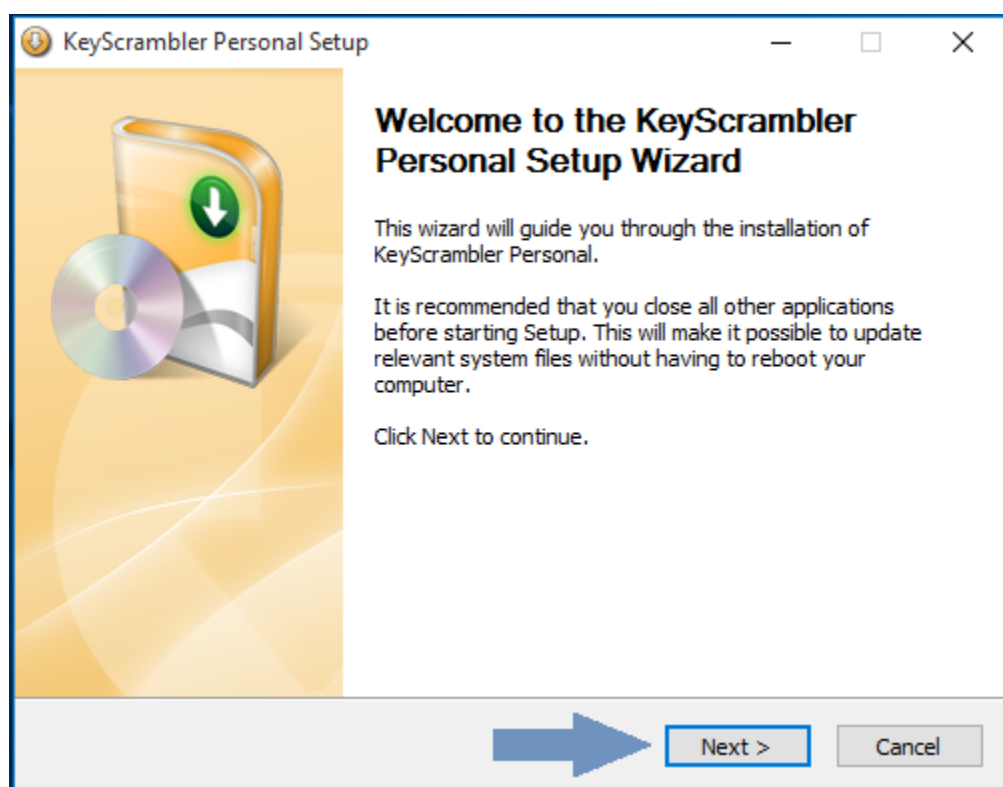 KeyScrambler Personal Setup
Welcome to the KeyScrambler
Personal Setup Wizard
This wizard will guide you through the installation of
KeyScrambler Personal.
It is recommended that you close all other applications
before starting Setup. This will make it possible to update
relevant system files without having to reboot your
computer.
Click Next to continue.
Next >
Cancel